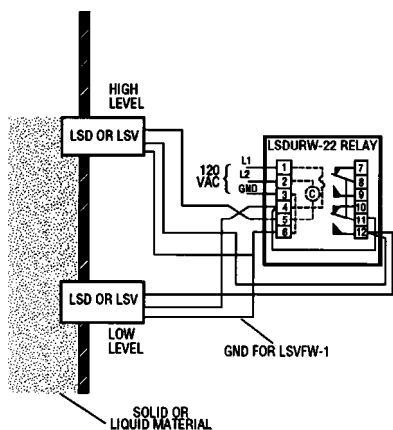 HIGH
LEVEL
LSD OR LSV
LSDURW-22 RELAY
120
VAC
L1
L2
GND
1
2
3
4
5
6
C
7
8
9
10
11
12
LSD OR LSV
LOW
LEVEL
GND FOR LSVFW-1
SOLID OR
LIQUID MATERIAL